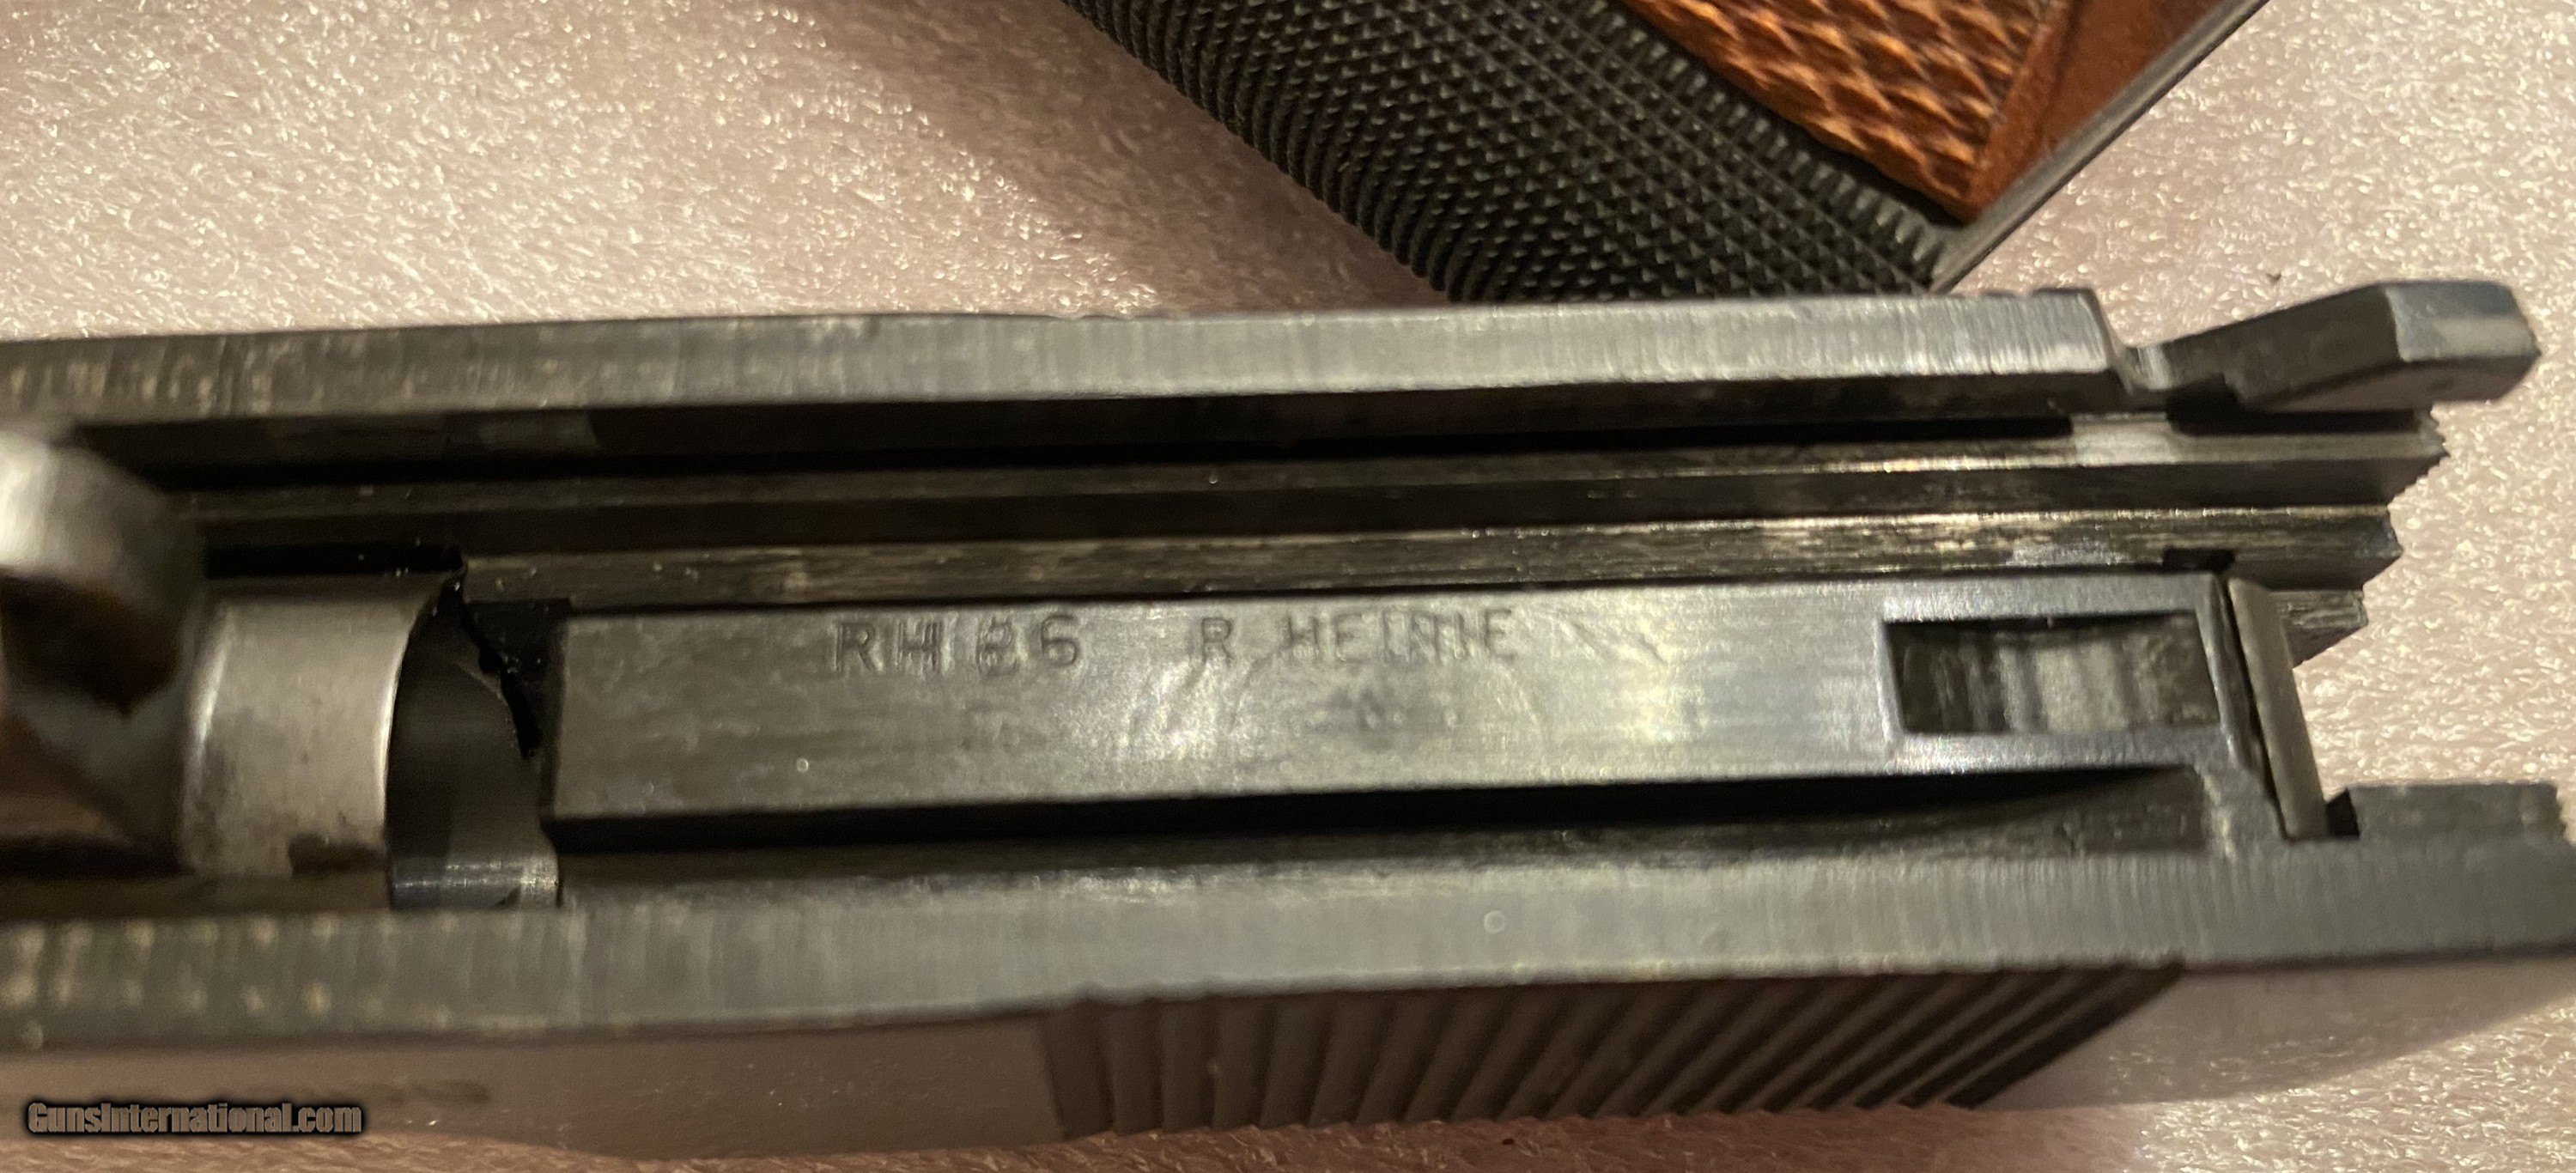 RH 86 R HEINIE
GunsInternational.com